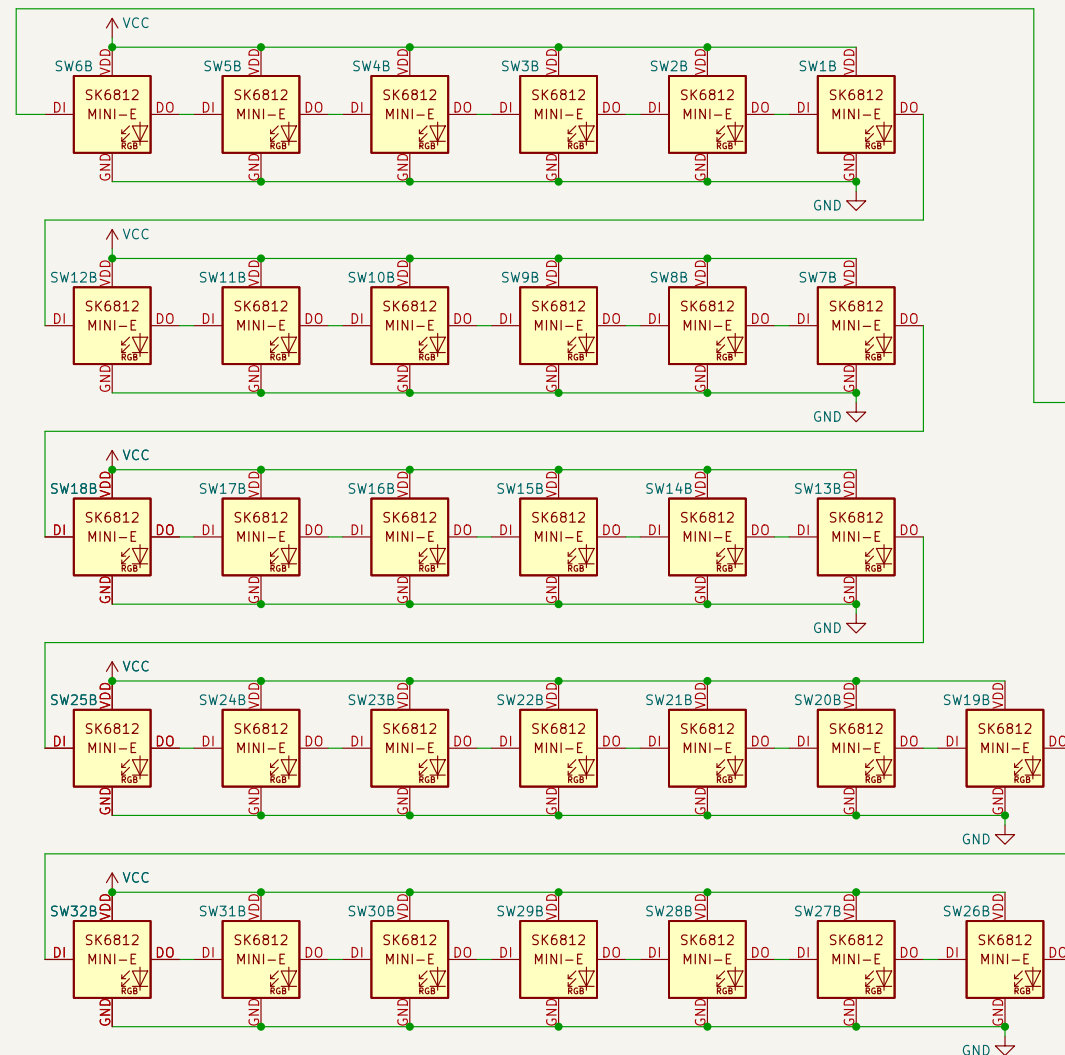 VCC
SW6B VDD SW5B VDD SW4B VDD SW3B VDD SW2B VDD SW1B VDD
SK6812 SK6812 SK6812 SK6812 SK6812 SK6812
DI MINI-E DO DI MINI-E DO DI MINI-E DO DI MINI-E DO DI MINI-E DO DI MINI-E DO
RGB RGB RGB RGB RGB RGB
GND GND GND GND GND GND
GND
VCC
SW12B VDD SW11B VDD SW10B VDD SW9B VDD SW8B VDD SW7B VDD
SK6812 SK6812 SK6812 SK6812 SK6812 SK6812
DI MINI-E DO DI MINI-E DO DI MINI-E DO DI MINI-E DO DI MINI-E DO DI MINI-E DO
RGB RGB RGB RGB RGB RGB
GND GND GND GND GND GND
GND
VCC
SW18B VDD SW17B VDD SW16B VDD SW15B VDD SW14B VDD SW13B VDD
SK6812 SK6812 SK6812 SK6812 SK6812 SK6812
DI MINI-E DO DI MINI-E DO DI MINI-E DO DI MINI-E DO DI MINI-E DO DI MINI-E DO
RGB RGB RGB RGB RGB RGB
GND GND GND GND GND GND
GND
VCC
SW25B VDD SW24B VDD SW23B VDD SW22B VDD SW21B VDD SW20B VDD SW19B VDD
SK6812 SK6812 SK6812 SK6812 SK6812 SK6812 SK6812
DI MINI-E DO DI MINI-E DO DI MINI-E DO DI MINI-E DO DI MINI-E DO DI MINI-E DO DI MINI-E DO
RGB RGB RGB RGB RGB RGB RGB
GND GND GND GND GND GND GND
GND
VCC
SW32B VDD SW31B VDD SW30B VDD SW29B VDD SW28B VDD SW27B VDD SW26B VDD
SK6812 SK6812 SK6812 SK6812 SK6812 SK6812 SK6812
DI MINI-E DO DI MINI-E DO DI MINI-E DO DI MINI-E DO DI MINI-E DO DI MINI-E DO DI MINI-E DO
RGB RGB RGB RGB RGB RGB RGB
GND GND GND GND GND GND GND
GND